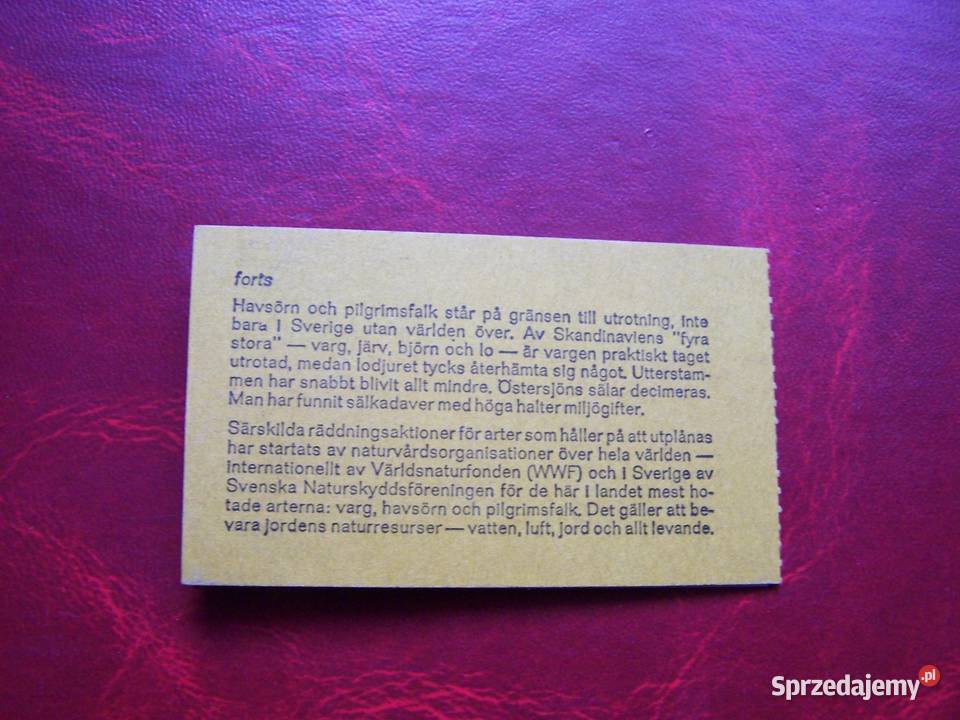 forts
Havsörn och pilgrimsfalk står på gränsen till utrotning, inte
bara i Sverige utan världen över. Av Skandinaviens "fyra
stora" — varg, järv, björn och lo — är vargen praktiskt taget
utrotad, medan lodjuret tycks återhämta sig något. Utterstam-
men har snabbt blivit allt mindre. Östersjöns sälar decimeras.
Man har funnit sälkadaver med höga halter miljögifter.
Särskilda räddningsaktioner för arter som håller på att utplånas
har startats av naturvårdsorganisationer över hela världen —
internationellt av Världsnaturfonden (WWF) och i Sverige av
Svenska Naturskyddsföreningen för de här i landet mest ho-
tade arterna: varg, havsörn och pilgrimsfalk. Det gäller att be-
vara jordens naturresurser — vatten, luft, jord och allt levande.
Sprzedajemy.pl